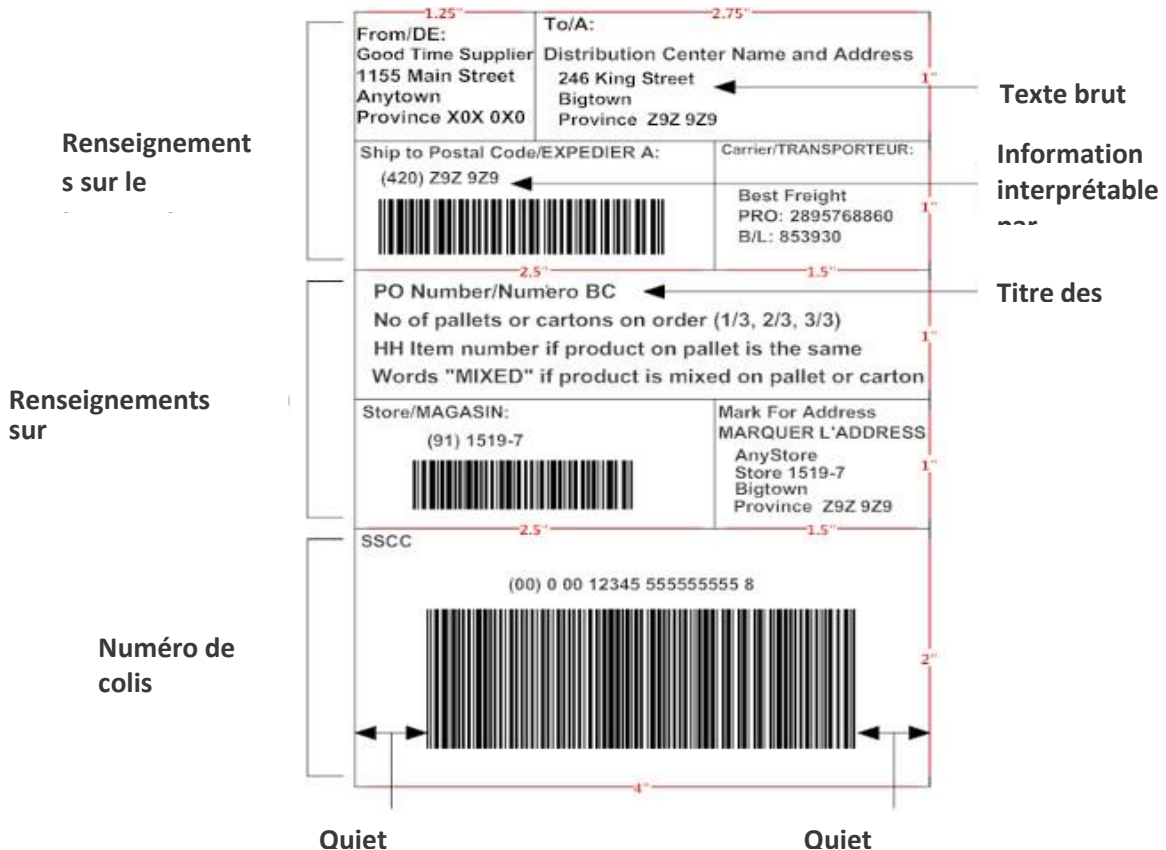 1.25"
2.75"
From/DE:
Good Time Supplier
1155 Main Street
Anytown
Province X0X 0X0
To/A:
Distribution Center Name and Address
246 King Street
Bigtown
Province Z9Z 9Z9
1"
Texte brut
Renseignement
s sur le
Ship to Postal Code/EXPEDIER A:
(420) Z9Z 9Z9
Carrier/TRANSPORTEUR:
Best Freight
PRO: 2895768860
B/L: 853930
1"
Information
interprétable
par
2.5"
1.5"
PO Number/Numero BC
No of pallets or cartons on order (1/3, 2/3, 3/3)
HH Item number if product on pallet is the same
Words "MIXED" if product is mixed on pallet or carton
1"
Titre des
Renseignements
sur
Store/MAGASIN:
(91) 1519-7
Mark For Address
MARQUER L'ADDRESS
AnyStore
Store 1519-7
Bigtown
Province Z9Z 9Z9
1"
2.5"
1.5"
SSCC
(00) 0 00 12345 5555555555 8
2"
Numéro de
colis
4"
Quiet
Quiet